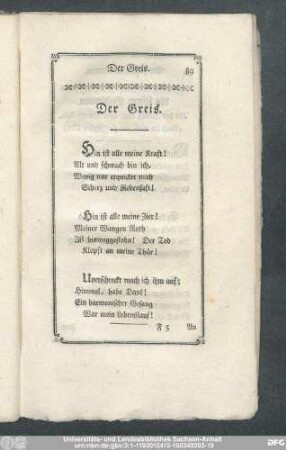 Der Greis.
89
Der Greis.
Hin ist alle meine Kraft!
Alt und schwach bin ich,
Wenig nur erquicket mich
Scherz und Rebensaft!
Hin ist alle meine Zier!
Meiner Wangen Roth
Ist hinweggeflohn! Der Tod
Klopft an meine Thür!
Unerschreckt mach ich ihm auf;
Himmel, habe Dank!
Ein harmonischer Gesang
War mein Lebenslauf!
F 5
An
Universitäts- und Landesbibliothek Sachsen-Anhalt
DFG